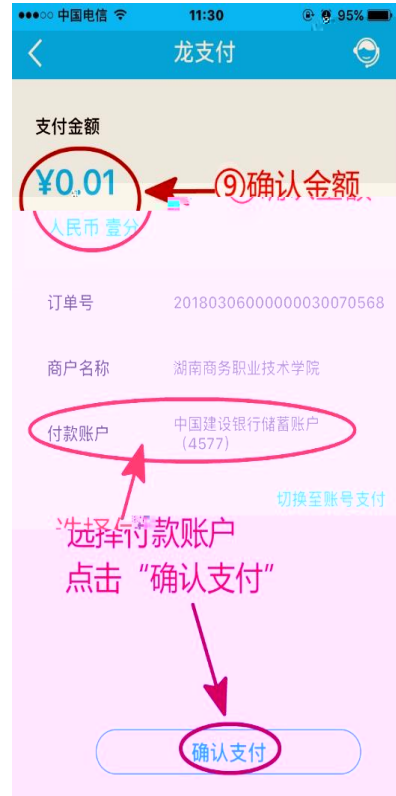 中国电信 11:30 95%
龙支付
支付金额
¥0.01
⑨确认金额
人民币 壹分
订单号 20180306000000030070568
商户名称 湖南商务职业技术学院
付款账户 中国建设银行储蓄账户
（4577）
切换至账号支付
选择付款账户
点击“确认支付”
确认支付